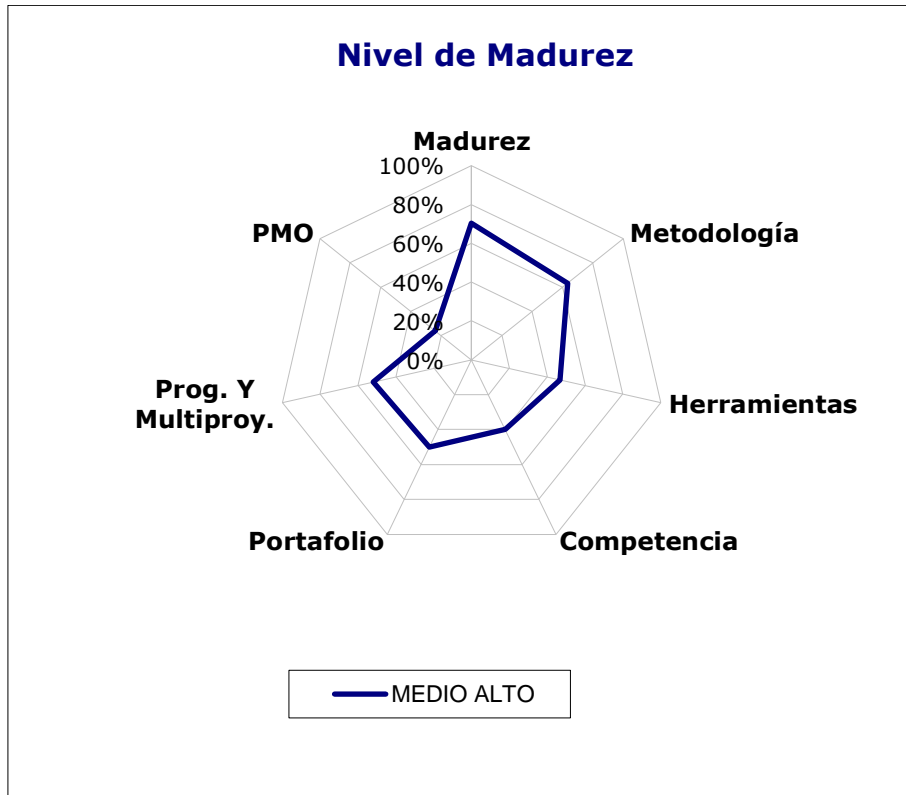 Nivel de Madurez
Madurez
100%
80%
60%
40%
20%
0%
Metodología
Herramientas
Competencia
Portafolio
Prog. Y
Multiproy.
PMO
MEDIO ALTO